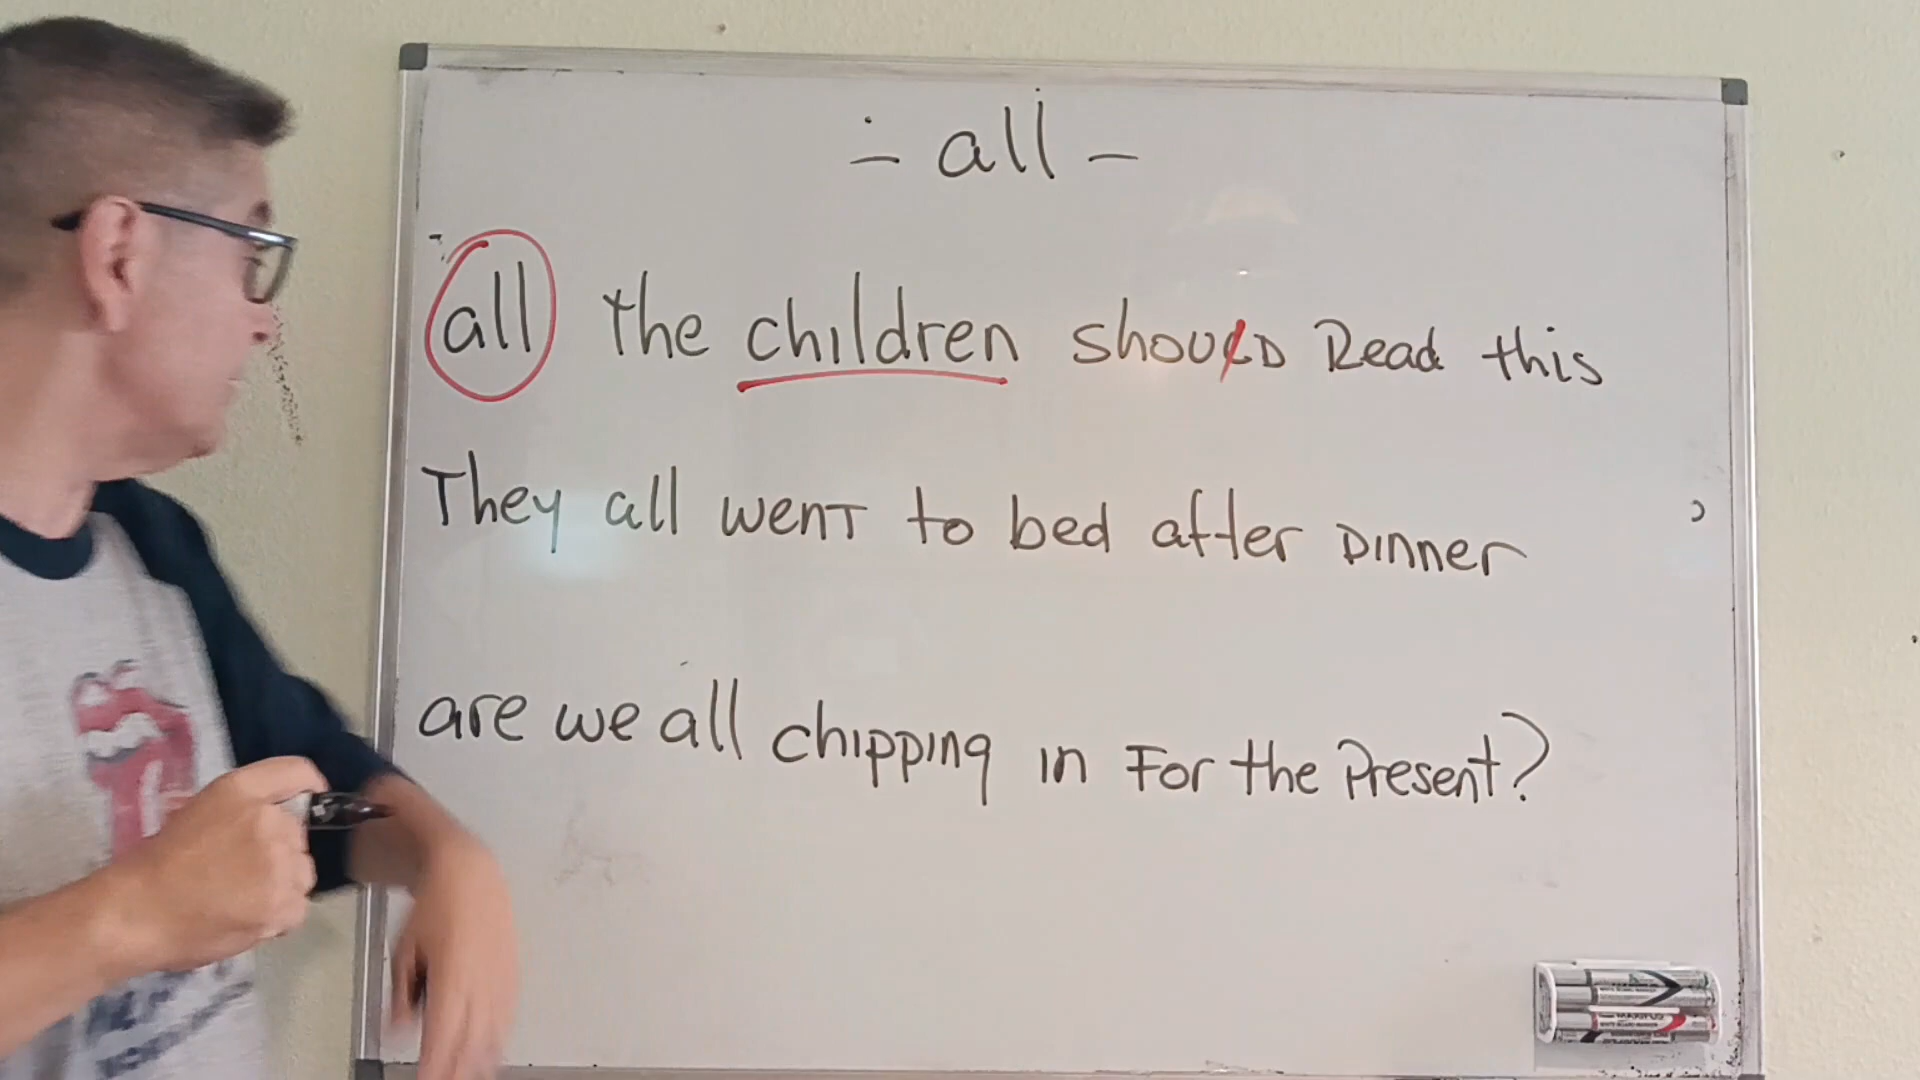 - all -
all the children should Read this
They all went to bed after Dinner
are we all chipping in For the Present?